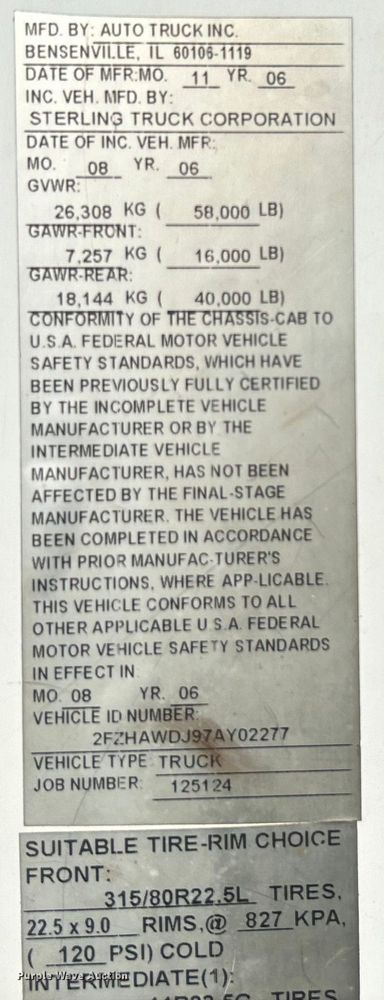 MFD. BY: AUTO TRUCK INC.
BENSENVILLE, IL 60106-1119
DATE OF MFR:MO. 11 YR. 06
INC. VEH. MFD. BY:
STERLING TRUCK CORPORATION
DATE OF INC. VEH. MFR:
MO. 08 YR. 06
GVWR:
26,308 KG ( 58,000 LB)
GAWR-FRONT:
7,257 KG ( 16,000 LB)
GAWR-REAR:
18,144 KG ( 40,000 LB)
CONFORMITY OF THE CHASSIS-CAB TO
U.S.A. FEDERAL MOTOR VEHICLE
SAFETY STANDARDS, WHICH HAVE
BEEN PREVIOUSLY FULLY CERTIFIED
BY THE INCOMPLETE VEHICLE
MANUFACTURER OR BY THE
INTERMEDIATE VEHICLE
MANUFACTURER, HAS NOT BEEN
AFFECTED BY THE FINAL-STAGE
MANUFACTURER. THE VEHICLE HAS
BEEN COMPLETED IN ACCORDANCE
WITH PRIOR MANUFAC-TURER'S
INSTRUCTIONS, WHERE APP-LICABLE.
THIS VEHICLE CONFORMS TO ALL
OTHER APPLICABLE U.S.A. FEDERAL
MOTOR VEHICLE SAFETY STANDARDS
IN EFFECT IN
MO. 08 YR. 06
VEHICLE ID NUMBER:
2FZHAWDJ97AY02277
VEHICLE TYPE TRUCK
JOB NUMBER: 125124
SUITABLE TIRE-RIM CHOICE
FRONT:
315/80R22.5L TIRES,
22.5 x 9.0 RIMS,@ 827 KPA,
( 120 PSI) COLD
Purple Wave Auction
INTERMEDIATE(1):
TIRES